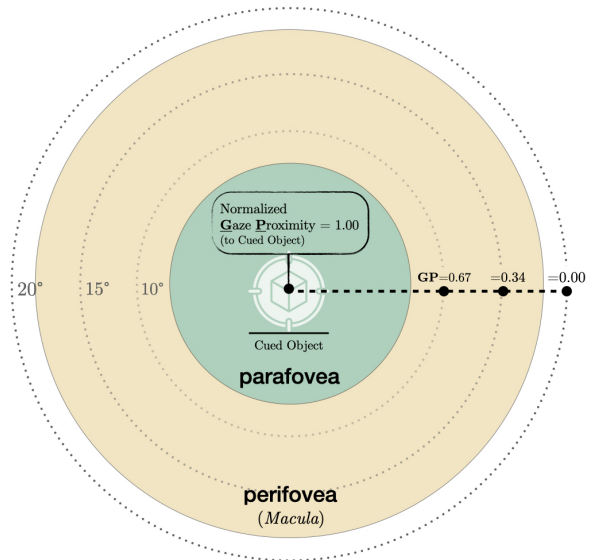 Normalized
Gaze Proximity = 1.00
(to Cued Object)
GP=0.67 =0.34 =0.00
20° 15° 10°
Cued Object
parafovea
perifovea
(Macula)